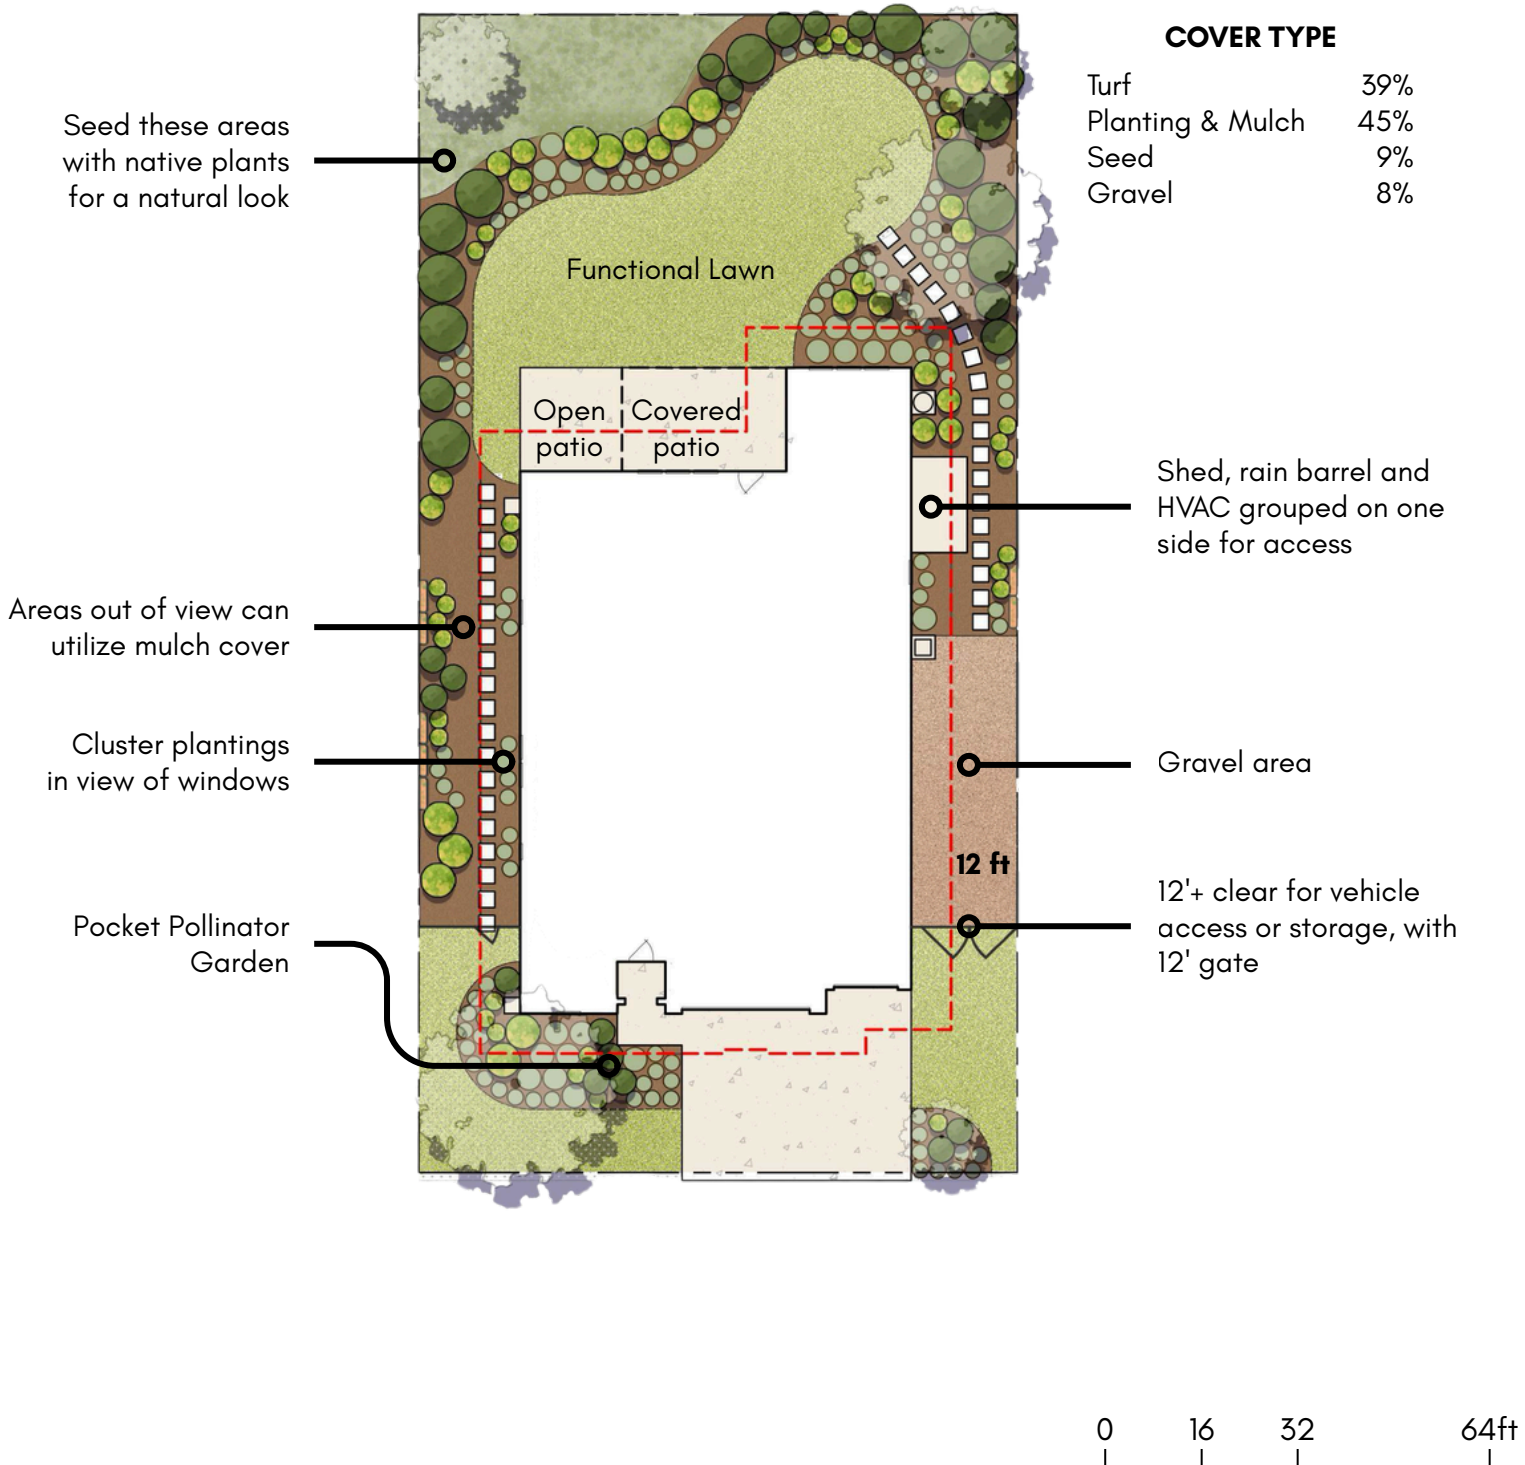 COVER TYPE
Turf 39%
Planting & Mulch 45%
Seed 9%
Gravel 8%
Seed these areas
with native plants
for a natural look
Functional Lawn
Open
patio
Covered
patio
Shed, rain barrel and
HVAC grouped on one
side for access
Areas out of view can
utilize mulch cover
Cluster plantings
in view of windows
Gravel area
12 ft
12'+ clear for vehicle
access or storage, with
12' gate
Pocket Pollinator
Garden
0 16 32 64ft